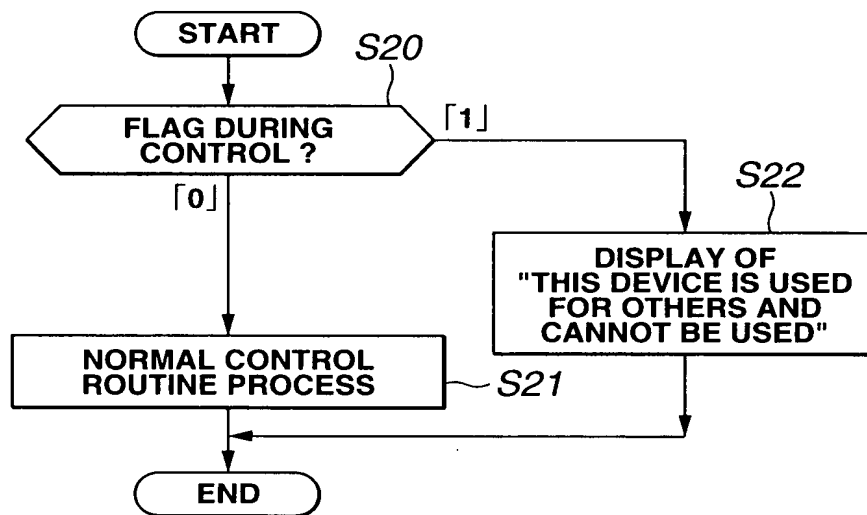 START
S20
FLAG DURING
CONTROL ?
「1」
「0」
S22
DISPLAY OF
"THIS DEVICE IS USED
FOR OTHERS AND
CANNOT BE USED"
NORMAL CONTROL
ROUTINE PROCESS
S21
END